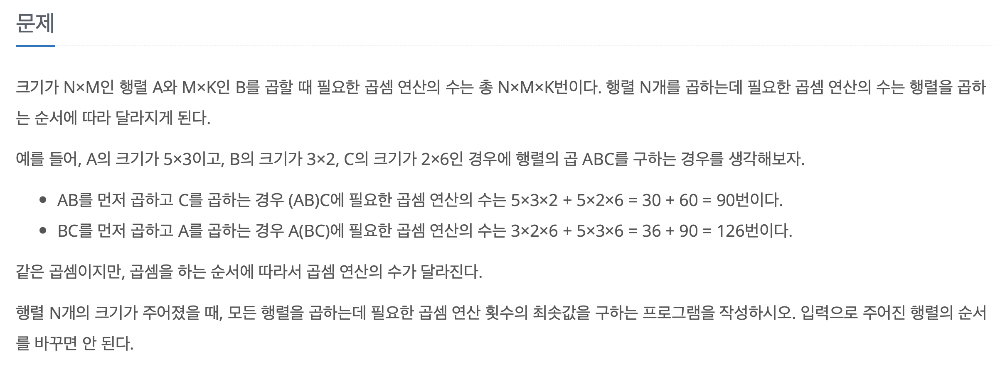 문제
크기가 N×M인 행렬 A와 M×K인 B를 곱할 때 필요한 곱셈 연산의 수는 총 N×M×K번이다. 행렬 N개를 곱하는데 필요한 곱셈 연산의 수는 행렬을 곱하
는 순서에 따라 달라지게 된다.
예를 들어, A의 크기가 5×3이고, B의 크기가 3×2, C의 크기가 2×6인 경우에 행렬의 곱 ABC를 구하는 경우를 생각해보자.
• AB를 먼저 곱하고 C를 곱하는 경우 (AB)C에 필요한 곱셈 연산의 수는 5×3×2 + 5×2×6 = 30 + 60 = 90번이다.
• BC를 먼저 곱하고 A를 곱하는 경우 A(BC)에 필요한 곱셈 연산의 수는 3×2×6 + 5×3×6 = 36 + 90 = 126번이다.
같은 곱셈이지만, 곱셈을 하는 순서에 따라서 곱셈 연산의 수가 달라진다.
행렬 N개의 크기가 주어졌을 때, 모든 행렬을 곱하는데 필요한 곱셈 연산 횟수의 최솟값을 구하는 프로그램을 작성하시오. 입력으로 주어진 행렬의 순서
를 바꾸면 안 된다.